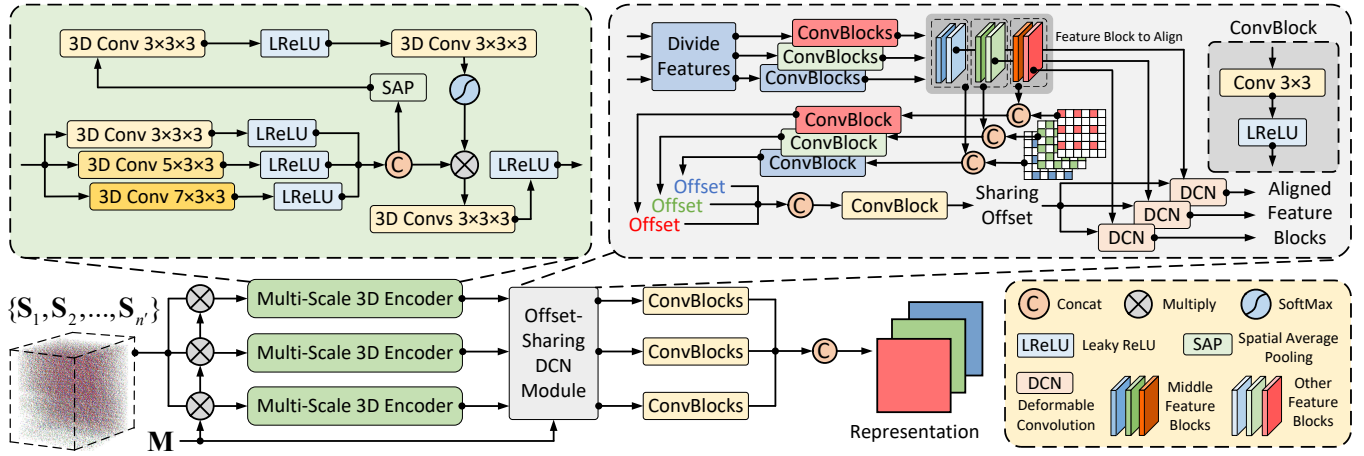 3D Conv 3×3×3
LReLU
3D Conv 3×3×3
SAP
3D Conv 3×3×3
LReLU
3D Conv 5×3×3
LReLU
3D Conv 7×3×3
LReLU
C
LReLU
3D Convs 3×3×3
Divide
Features
ConvBlocks
ConvBlocks
ConvBlocks
Feature Block to Align
ConvBlock
Conv 3×3
LReLU
C
C
C
ConvBlock
ConvBlock
ConvBlock
Offset
Offset
Offset
C
ConvBlock
Sharing
Offset
DCN
DCN
DCN
Aligned
Feature
Blocks
{S1, S2, ..., Sn'}
M
Multi-Scale 3D Encoder
Multi-Scale 3D Encoder
Multi-Scale 3D Encoder
Offset-
Sharing
DCN
Module
ConvBlocks
ConvBlocks
ConvBlocks
C
Representation
C Concat
Multiply
SoftMax
LReLU Leaky ReLU
SAP Spatial Average
Pooling
DCN
Deformable
Convolution
Middle
Feature
Blocks
Other
Feature
Blocks